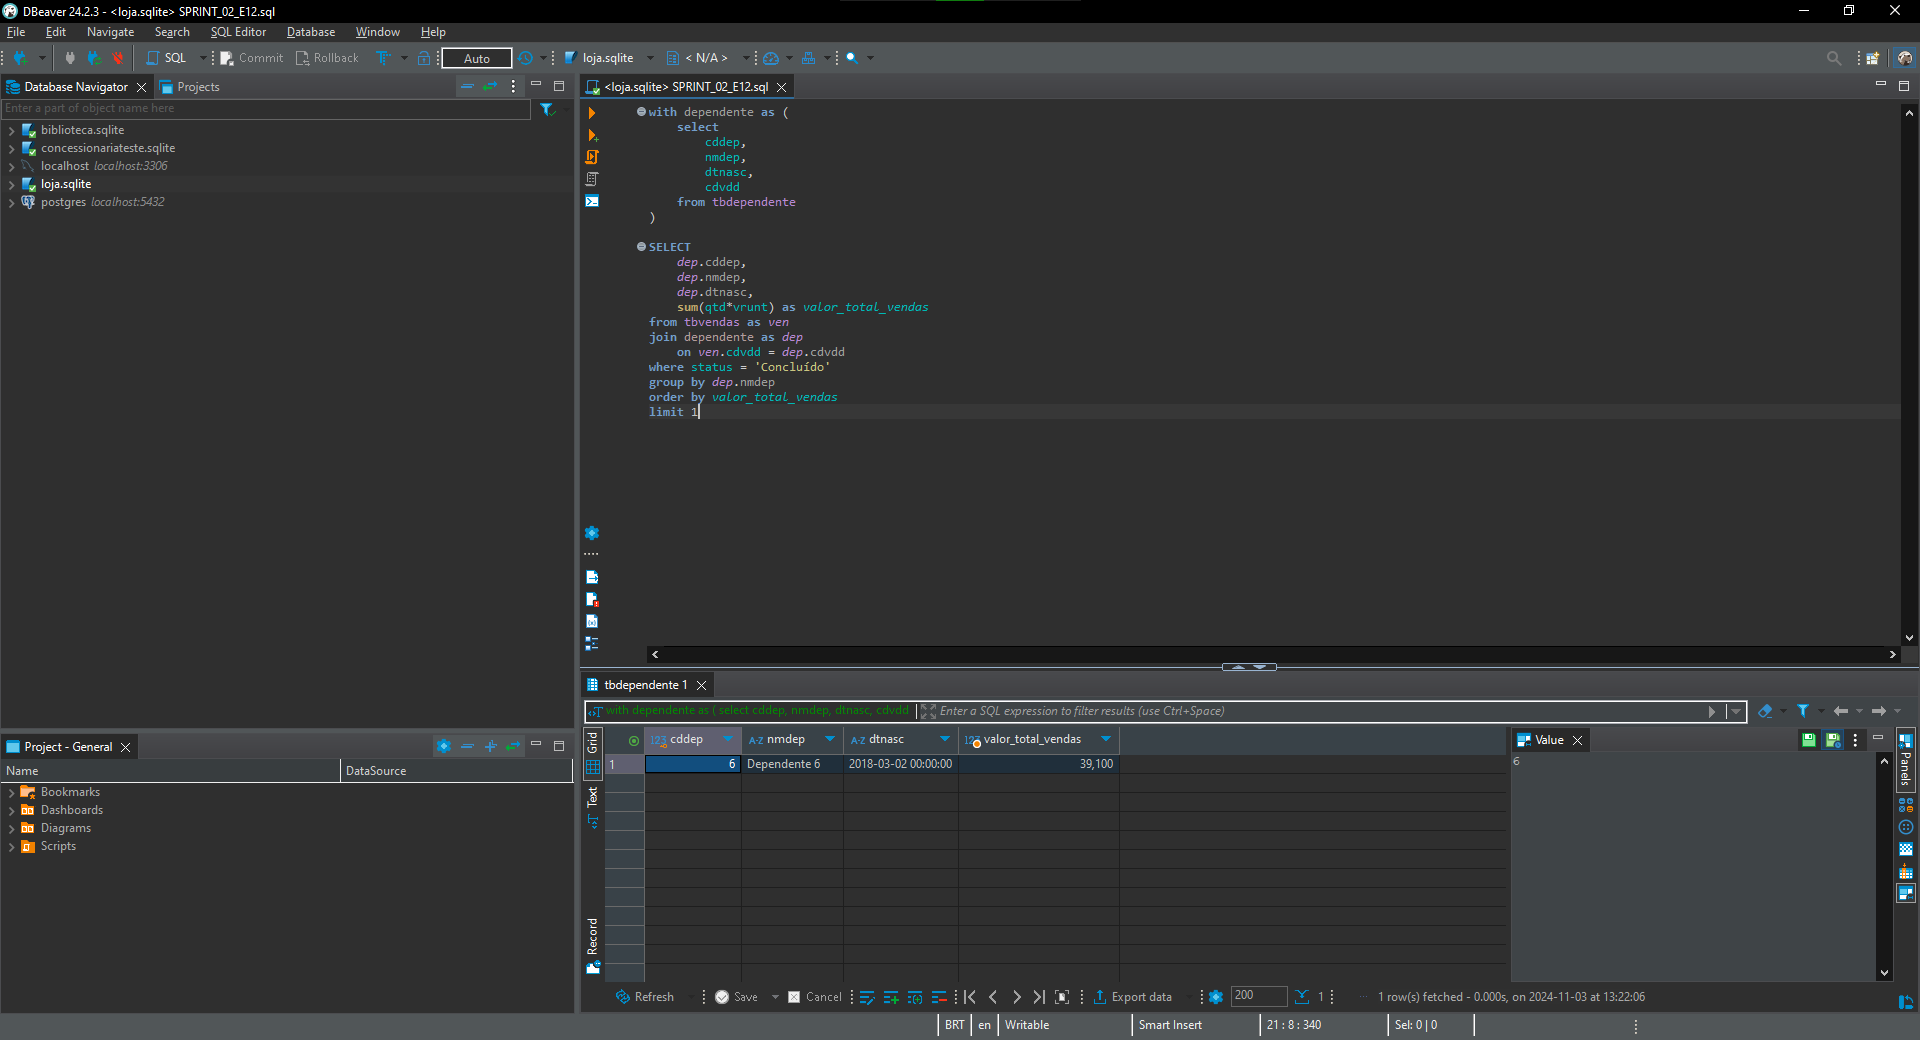 DBeaver 24.2.3 - <loja.sqlite> SPRINT_02_E12.sql
File Edit Navigate Search SQL Editor Database Window Help
SQL Commit Rollback Auto loja.sqlite < N/A >
Database Navigator Projects
Enter a part of object name here
biblioteca.sqlite
concessionariateste.sqlite
localhost localhost:3306
loja.sqlite
postgres localhost:5432
Project - General
Name DataSource
Bookmarks
Dashboards
Diagrams
Scripts
<loja.sqlite> SPRINT_02_E12.sql
with dependente as (
select
cddep,
nmdep,
dtnasc,
cdvdd
from tbdependente
)
SELECT
dep.cddep,
dep.nmdep,
dep.dtnasc,
sum(qtd*vrunt) as valor_total_vendas
from tbvendas as ven
join dependente as dep
on ven.cdvdd = dep.cdvdd
where status = 'Concluído'
group by dep.nmdep
order by valor_total_vendas
limit 1
tbdependente 1
with dependente as ( select cddep, nmdep, dtnasc, cdvdd Enter a SQL expression to filter results (use Ctrl+Space)
Grid
Text
Record
123 cddep A-Z nmdep A-Z dtnasc 123 valor_total_vendas
1 6 Dependente 6 2018-03-02 00:00:00 39,100
Value
6
Panels
Refresh Save Cancel Export data 200 1 1 row(s) fetched - 0.000s, on 2024-11-03 at 13:22:06
BRT en Writable Smart Insert 21 : 8 : 340 Sel: 0 | 0